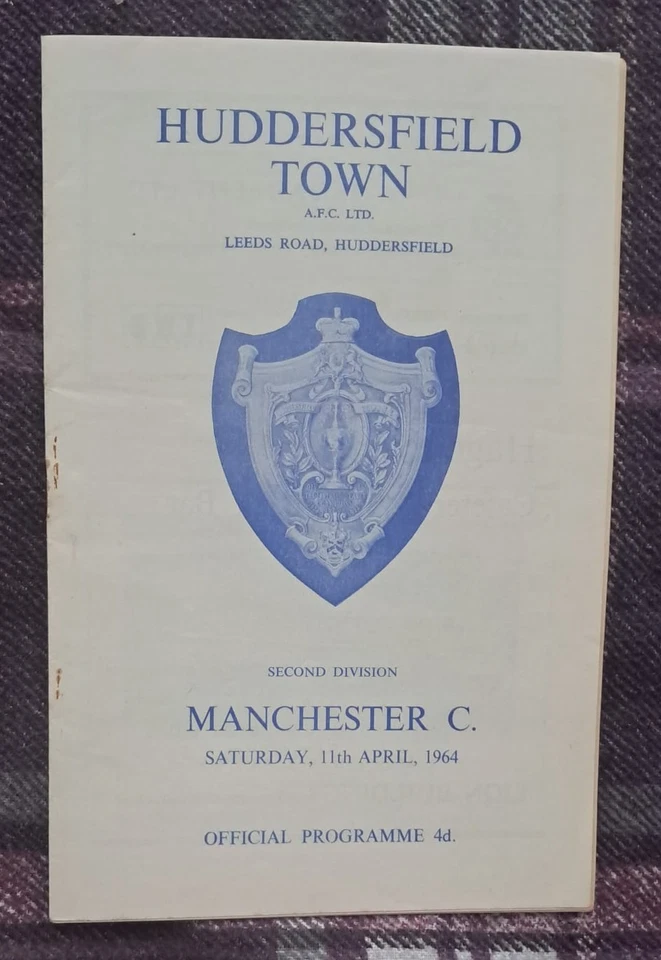 HUDDERSFIELD
TOWN
A.F.C. LTD.
LEEDS ROAD, HUDDERSFIELD
SECOND DIVISION
MANCHESTER C.
SATURDAY, 11th APRIL, 1964
OFFICIAL PROGRAMME 4d.